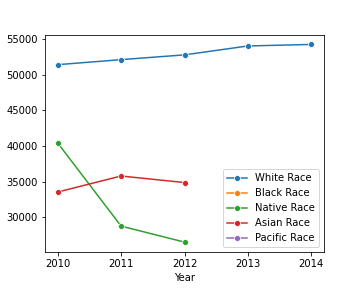 55000
50000
45000
40000
35000
30000
2010 2011 2012 2013 2014
Year
White Race
Black Race
Native Race
Asian Race
Pacific Race